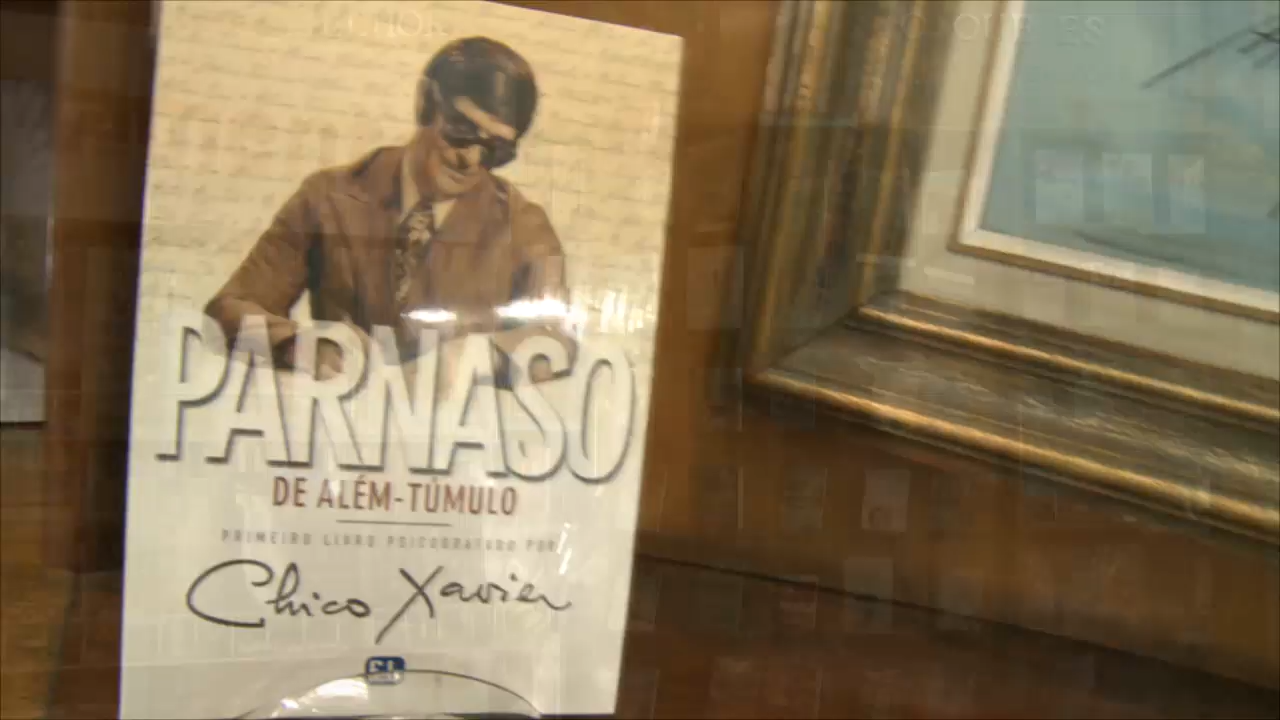 PARNASO
DE ALÉM-TÚMULO
PRIMEIRO LIVRO PSICOGRAFADO POR
Chico Xavier